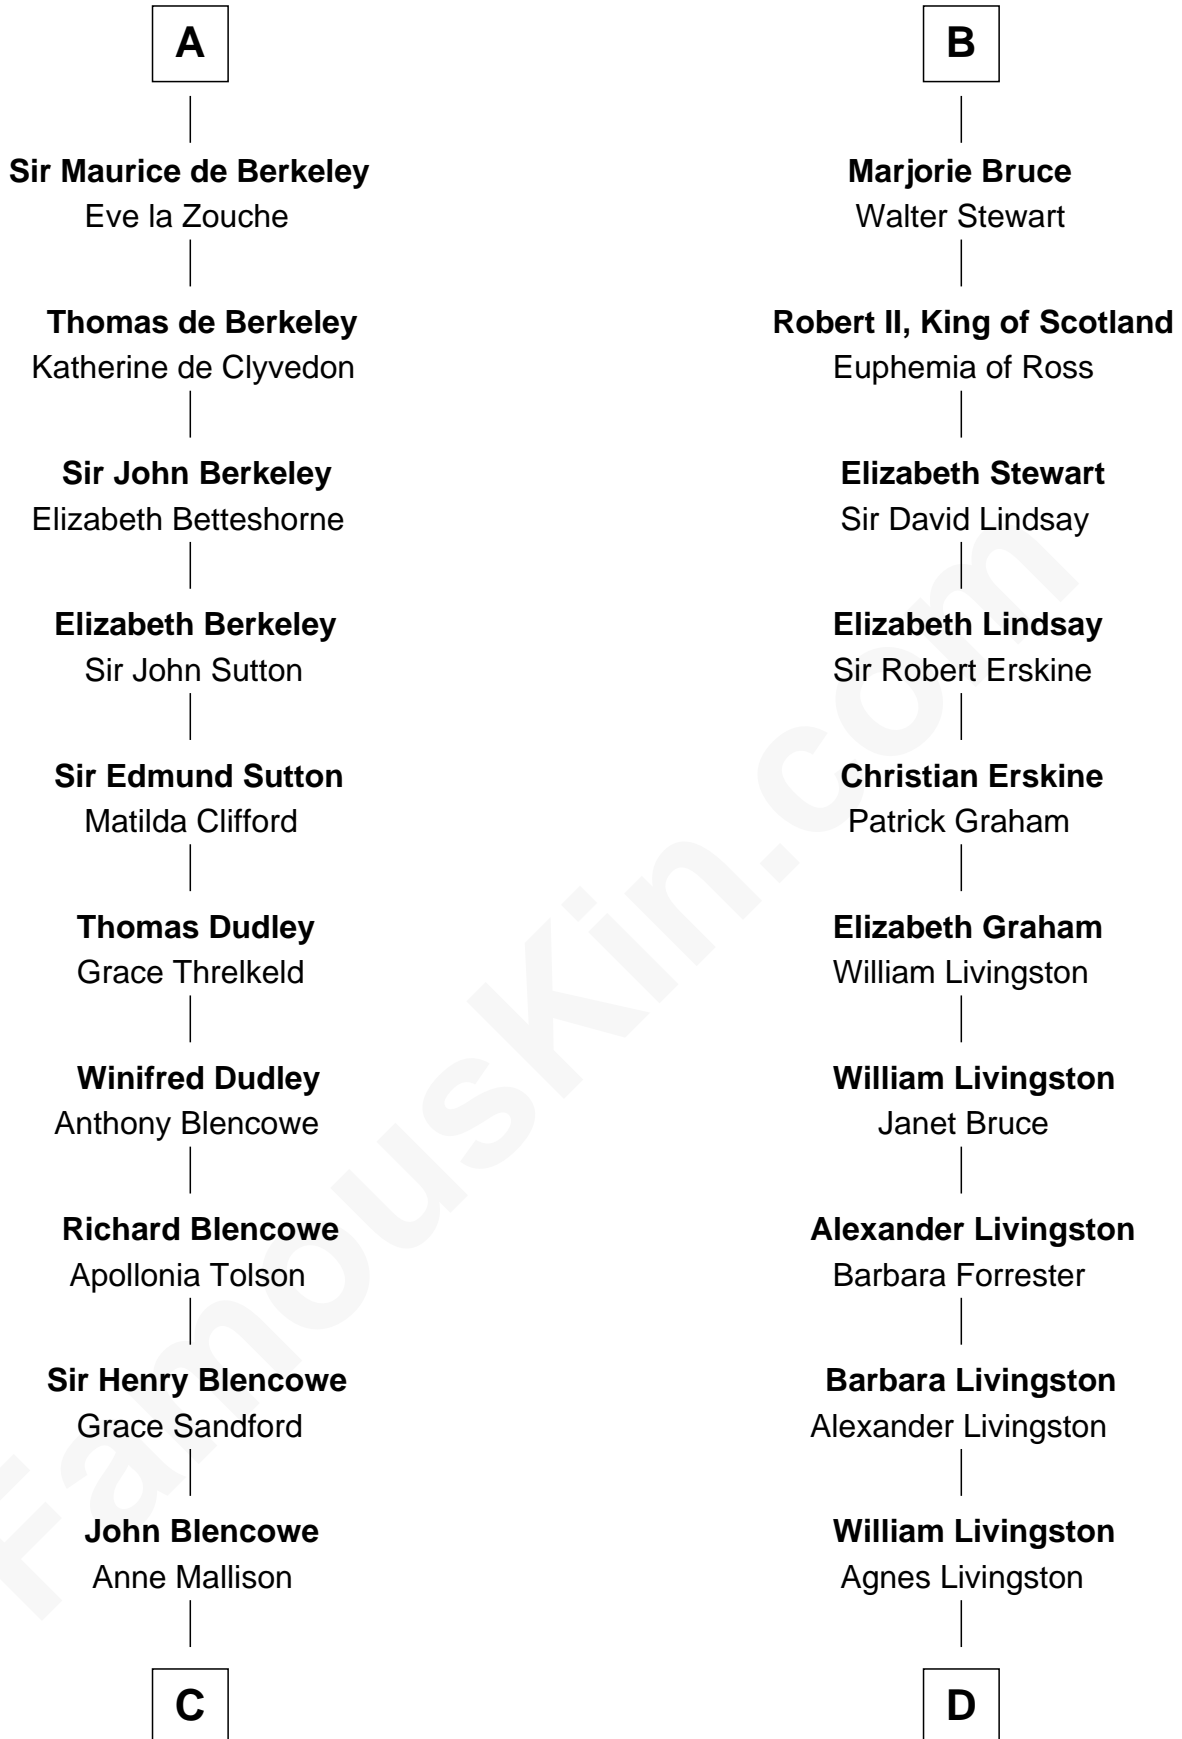 A
Sir Maurice de Berkeley
Eve la Zouche
Thomas de Berkeley
Katherine de Clyvedon
Sir John Berkeley
Elizabeth Betteshorne
Elizabeth Berkeley
Sir John Sutton
Sir Edmund Sutton
Matilda Clifford
Thomas Dudley
Grace Threlkeld
Winifred Dudley
Anthony Blencowe
Richard Blencowe
Apollonia Tolson
Sir Henry Blencowe
Grace Sandford
John Blencowe
Anne Mallison
C
B
Marjorie Bruce
Walter Stewart
Robert II, King of Scotland
Euphemia of Ross
Elizabeth Stewart
Sir David Lindsay
Elizabeth Lindsay
Sir Robert Erskine
Christian Erskine
Patrick Graham
Elizabeth Graham
William Livingston
William Livingston
Janet Bruce
Alexander Livingston
Barbara Forrester
Barbara Livingston
Alexander Livingston
William Livingston
Agnes Livingston
D
FamousKin.com